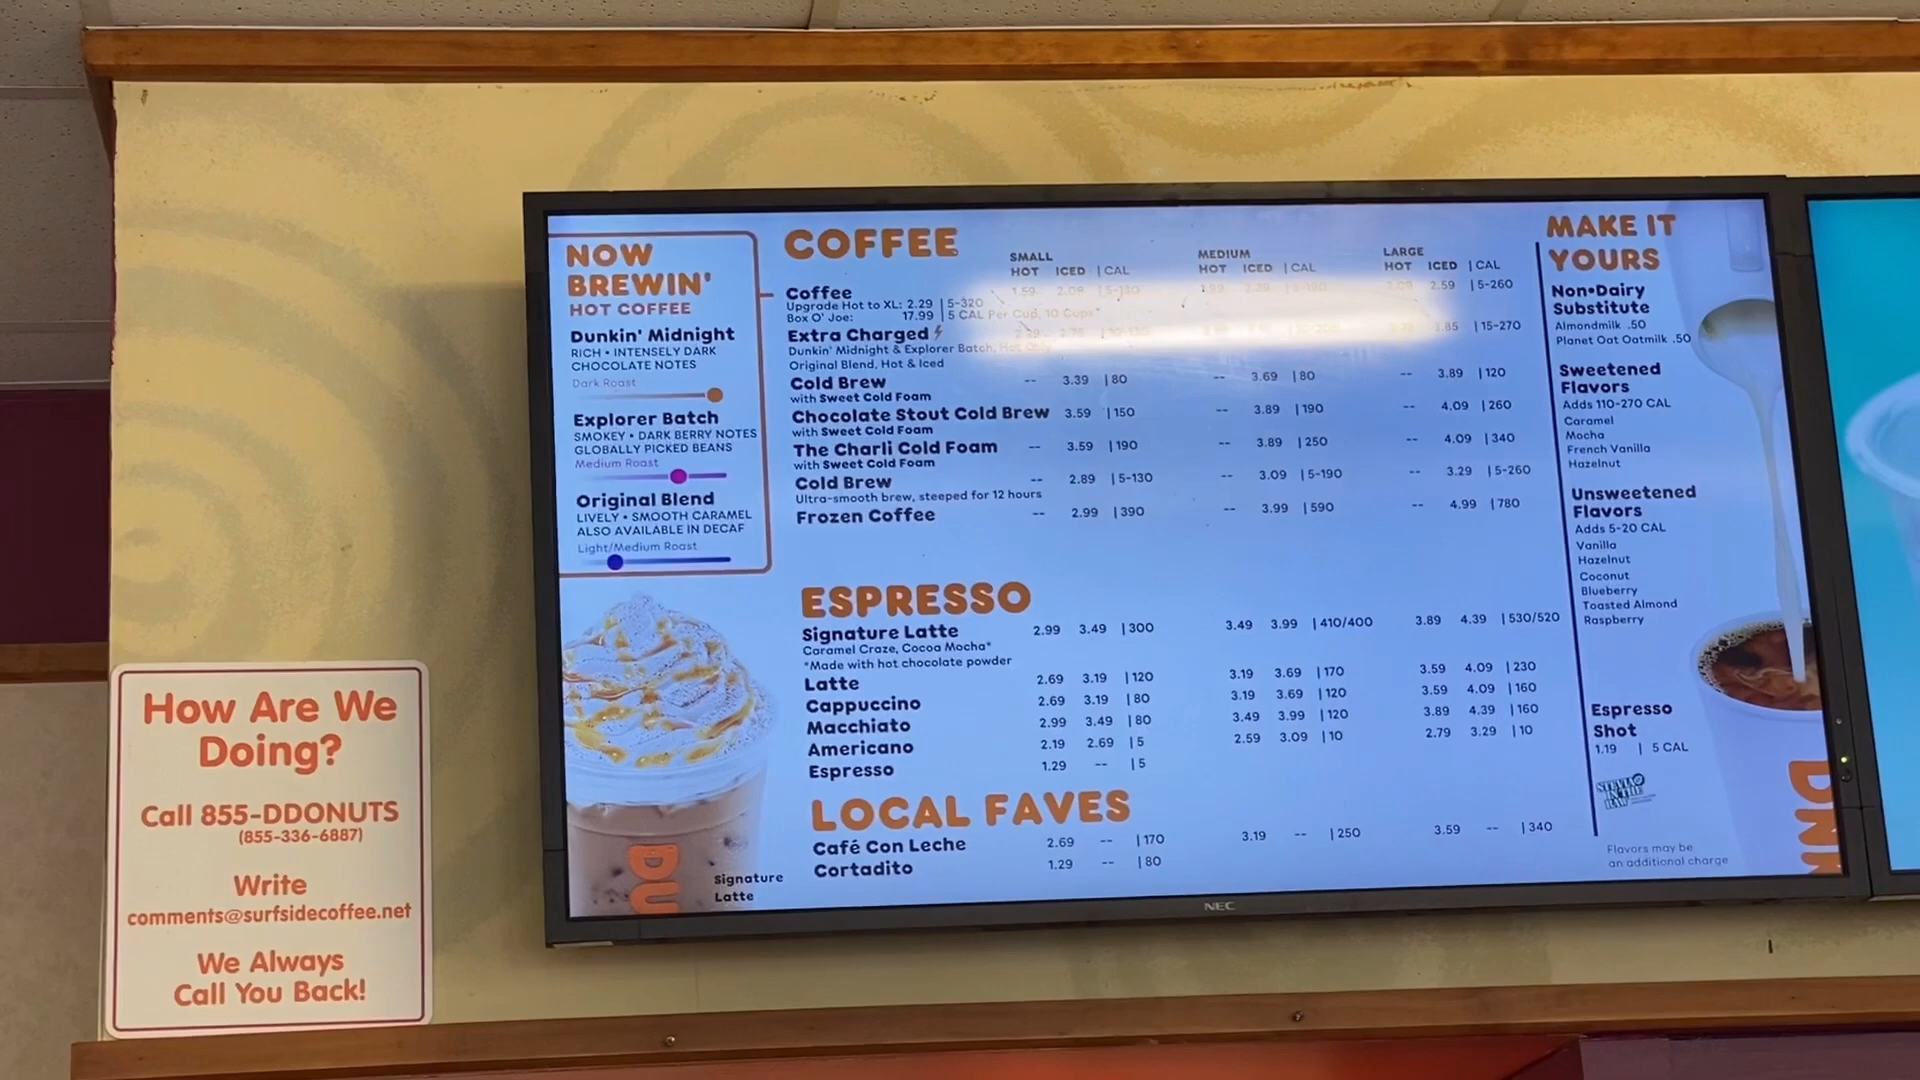 NOW
BREWIN'
HOT COFFEE
Dunkin' Midnight
RICH • INTENSELY DARK
CHOCOLATE NOTES
Dark Roast
Explorer Batch
SMOKEY • DARK BERRY NOTES
GLOBALLY PICKED BEANS
Medium Roast
Original Blend
LIVELY • SMOOTH CARAMEL
ALSO AVAILABLE IN DECAF
Light/Medium Roast
Signature
Latte
DU
COFFEE
SMALL MEDIUM LARGE
HOT ICED | CAL HOT ICED | CAL HOT ICED | CAL
Coffee 1.59 2.09 2.59 | 5-260
Upgrade Hot to XL: 2.29 | 5-320
Box O' Joe: 17.99 | 5 CAL Per Cup, 10 Cups*
Extra Charged | 15-270
Dunkin' Midnight & Explorer Batch, Hot Only
Original Blend, Hot & Iced
Cold Brew -- 3.39 | 80 -- 3.69 | 80 -- 3.89 | 120
with Sweet Cold Foam
Chocolate Stout Cold Brew 3.59 | 150 -- 3.89 | 190 -- 4.09 | 260
with Sweet Cold Foam
The Charli Cold Foam -- 3.59 | 190 -- 3.89 | 250 -- 4.09 | 340
with Sweet Cold Foam
Cold Brew -- 2.89 | 5-130 -- 3.09 | 5-190 -- 3.29 | 5-260
Ultra-smooth brew, steeped for 12 hours
Frozen Coffee -- 2.99 | 390 -- 3.99 | 590 -- 4.99 | 780
ESPRESSO
Signature Latte 2.99 3.49 | 300 3.49 3.99 | 410/400 3.89 4.39 | 530/520
Caramel Craze, Cocoa Mocha*
*Made with hot chocolate powder
Latte 2.69 3.19 | 120 3.19 3.69 | 170 3.59 4.09 | 230
Cappuccino 2.69 3.19 | 80 3.19 3.69 | 120 3.59 4.09 | 160
Macchiato 2.99 3.49 | 80 3.49 3.99 | 120 3.89 4.39 | 160
Americano 2.19 2.69 | 5 2.59 3.09 | 10 2.79 3.29 | 10
Espresso 1.29 -- | 5
LOCAL FAVES
Café Con Leche 2.69 -- | 170 3.19 -- | 250 3.59 -- | 340
Cortadito 1.29 -- | 80
MAKE IT
YOURS
Non•Dairy
Substitute
Almondmilk .50
Planet Oat Oatmilk .50
Sweetened
Flavors
Adds 110-270 CAL
Caramel
Mocha
French Vanilla
Hazelnut
Unsweetened
Flavors
Adds 5-20 CAL
Vanilla
Hazelnut
Coconut
Blueberry
Toasted Almond
Raspberry
Espresso
Shot
1.19 | 5 CAL
STEVIA
IN THE
RAW
Flavors may be
an additional charge
NEC
How Are We
Doing?
Call 855-DDONUTS
(855-336-6887)
Write
comments@surfsidecoffee.net
We Always
Call You Back!